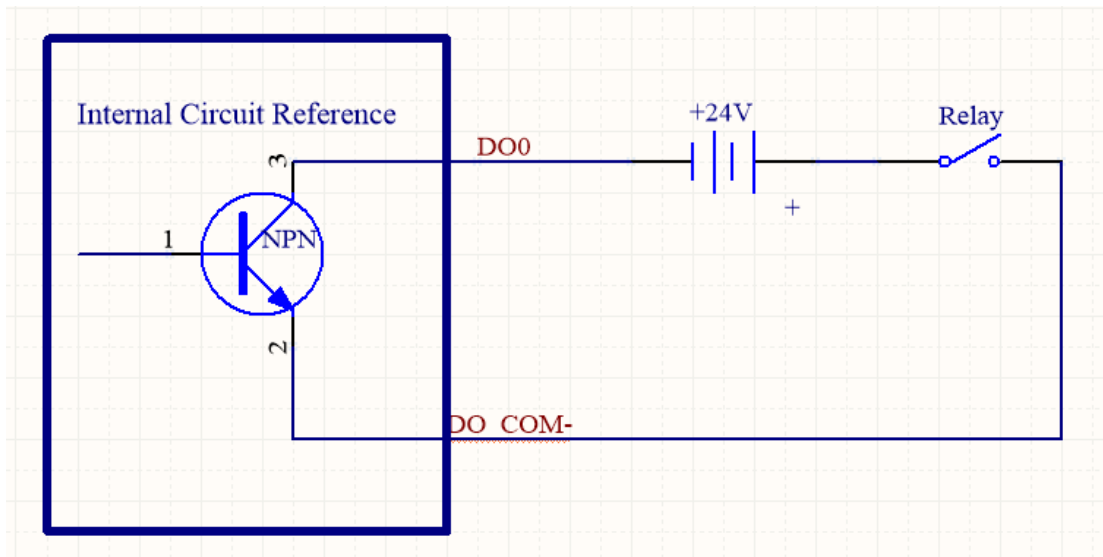 +24V
Relay
Internal Circuit Reference
DO0
3
+
1
NPN
2
DO COM-